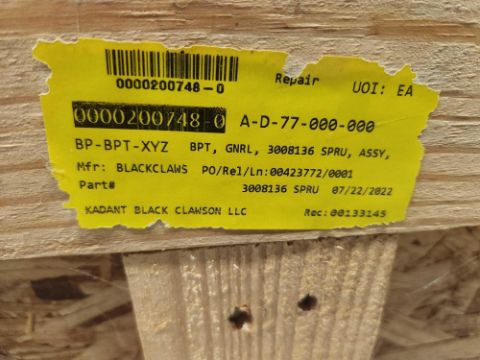 0000200748-0 Repair UOI: EA
0000200748-0 A-D-77-000-000
BP-BPT-XYZ BPT, GNRL, 3008136 SPRU, ASSY,
Mfr: BLACKCLAWS PO/Rel/Ln:00423772/0001
Part# 3008136 SPRU 07/22/2022
KADANT BLACK CLAWSON LLC Rec: 00133145